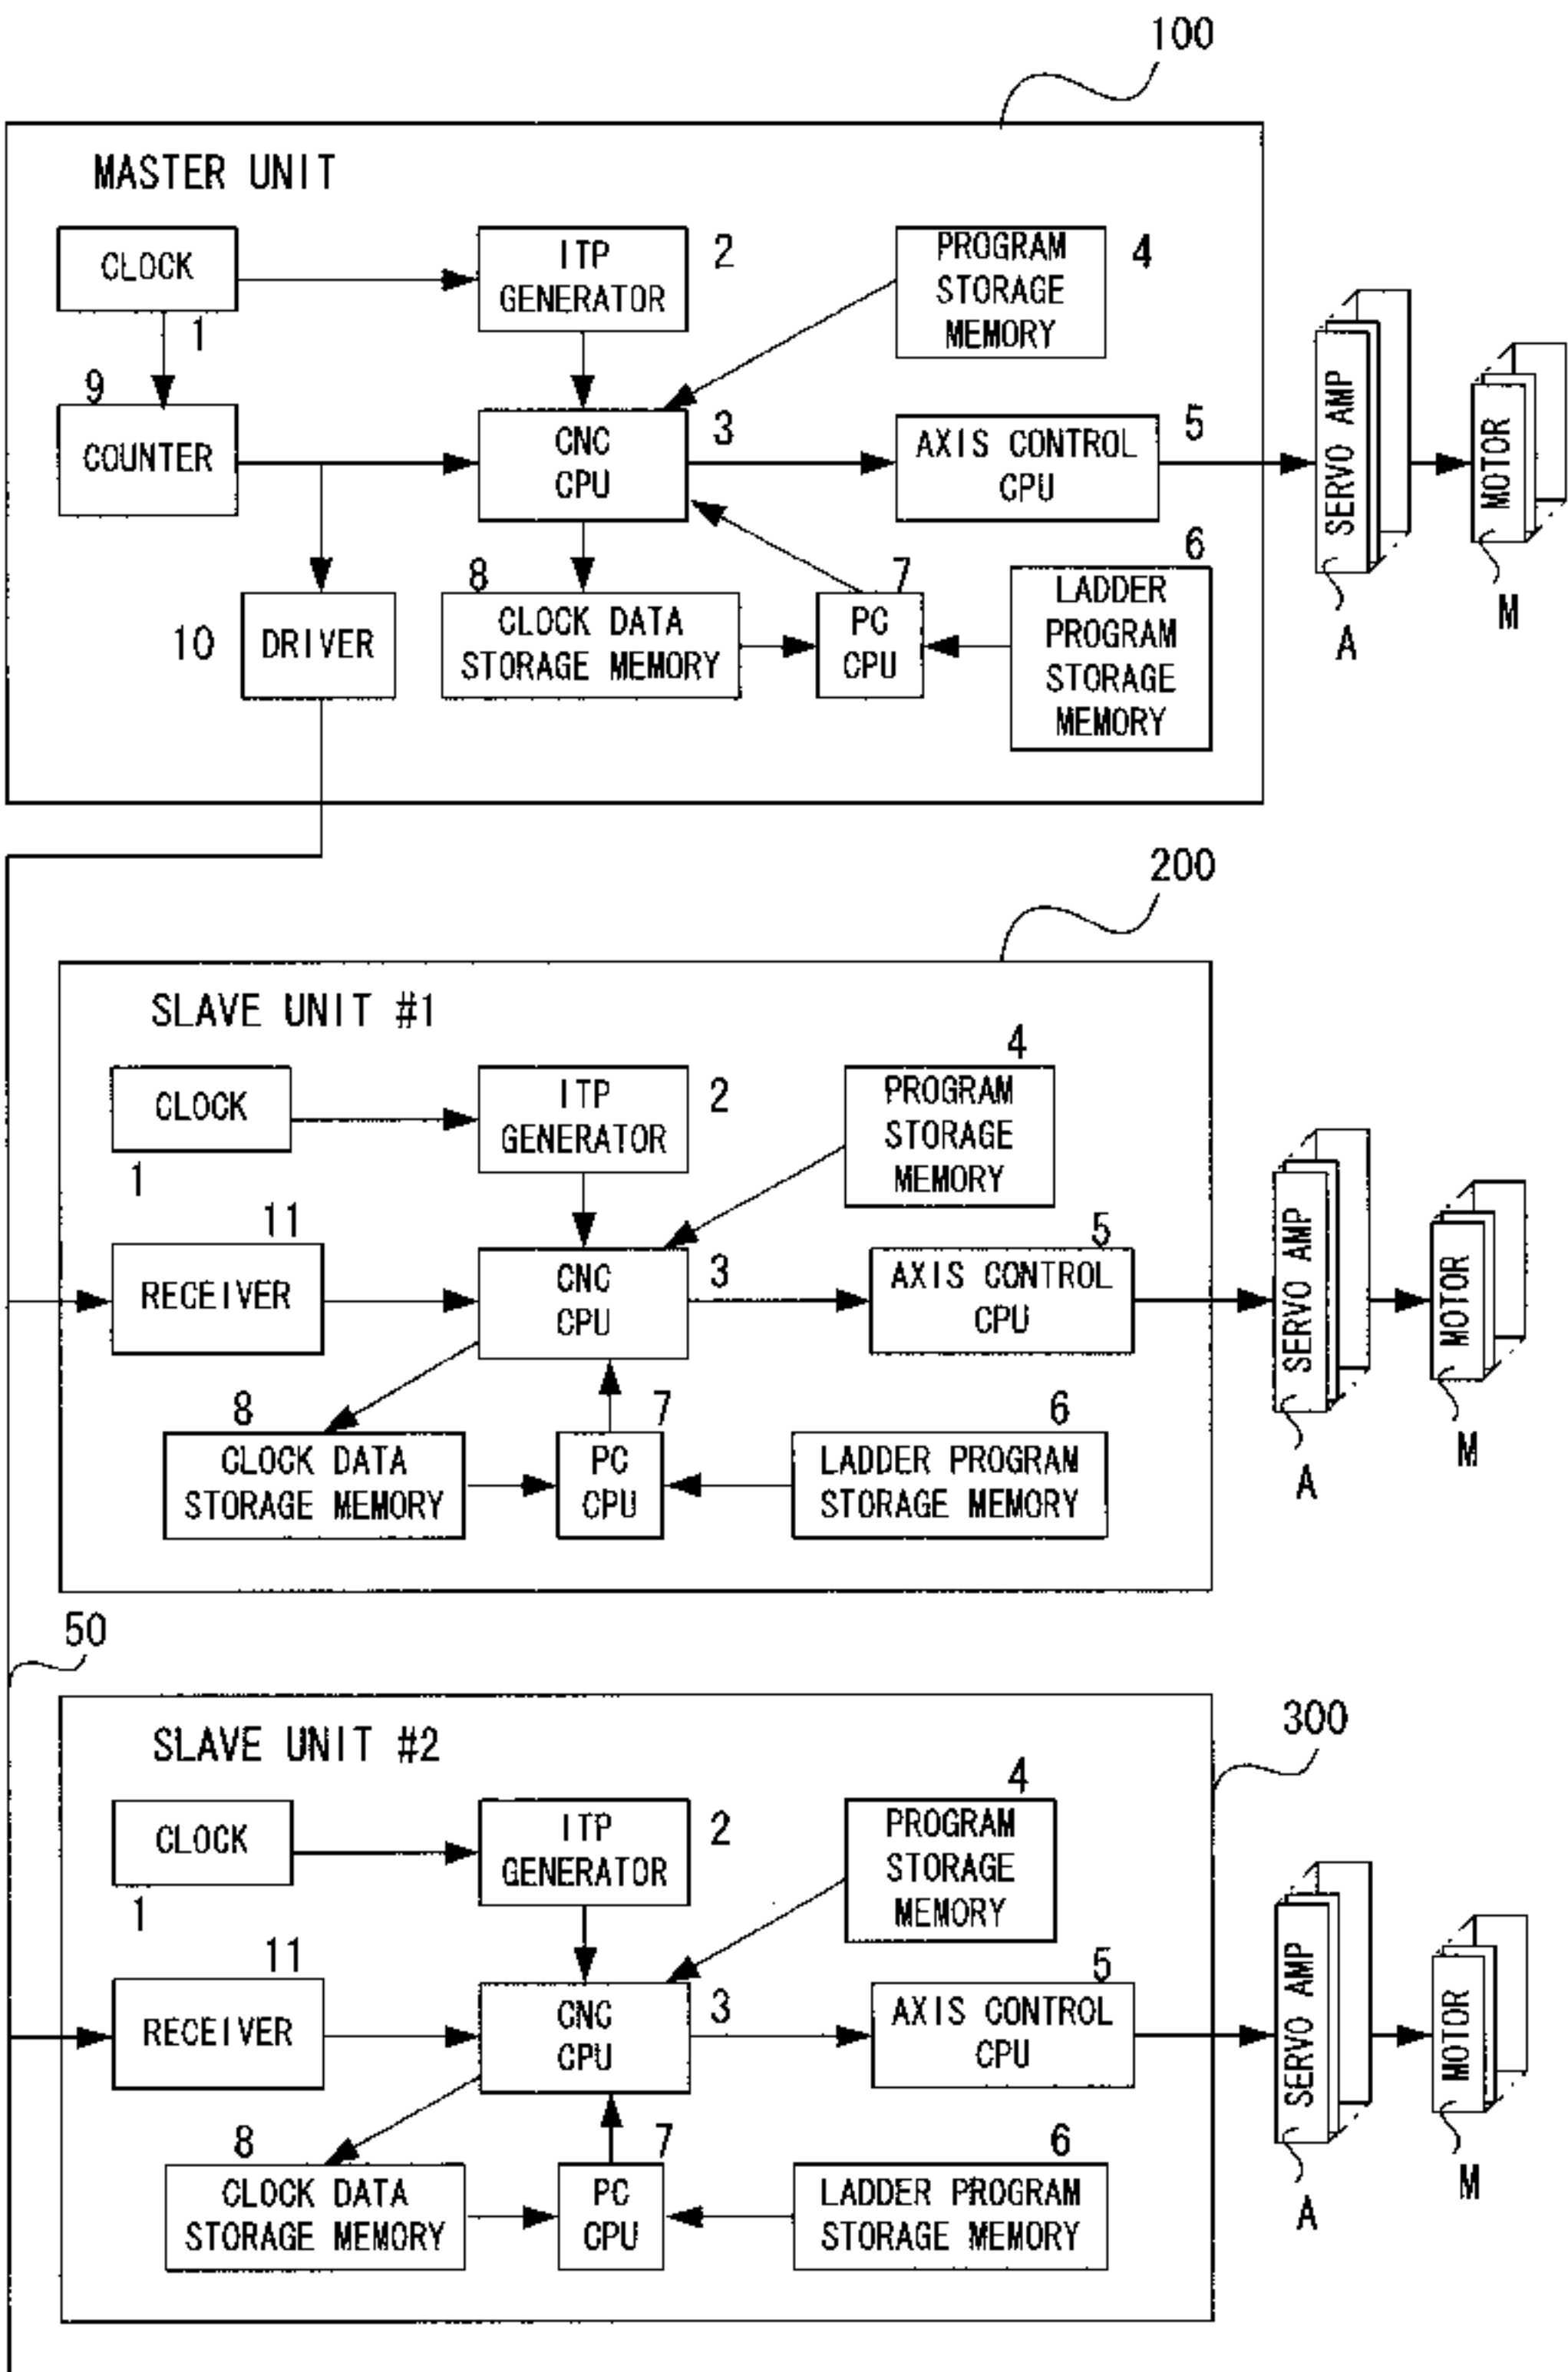 100
MASTER UNIT
CLOCK
1
ITP
GENERATOR
2
PROGRAM
STORAGE
MEMORY
4
9
COUNTER
CNC
CPU
3
AXIS CONTROL
CPU
5
SERVO AMP
A
MOTOR
M
10
DRIVER
8
CLOCK DATA
STORAGE MEMORY
7
PC
CPU
6
LADDER
PROGRAM
STORAGE
MEMORY
200
SLAVE UNIT #1
CLOCK
1
ITP
GENERATOR
2
4
PROGRAM
STORAGE
MEMORY
11
RECEIVER
CNC
CPU
3
5
AXIS CONTROL
CPU
SERVO AMP
A
MOTOR
M
8
CLOCK DATA
STORAGE MEMORY
7
PC
CPU
6
LADDER PROGRAM
STORAGE MEMORY
50
300
SLAVE UNIT #2
CLOCK
1
ITP
GENERATOR
2
4
PROGRAM
STORAGE
MEMORY
11
RECEIVER
CNC
CPU
3
5
AXIS CONTROL
CPU
SERVO AMP
A
MOTOR
M
8
CLOCK DATA
STORAGE MEMORY
7
PC
CPU
6
LADDER PROGRAM
STORAGE MEMORY